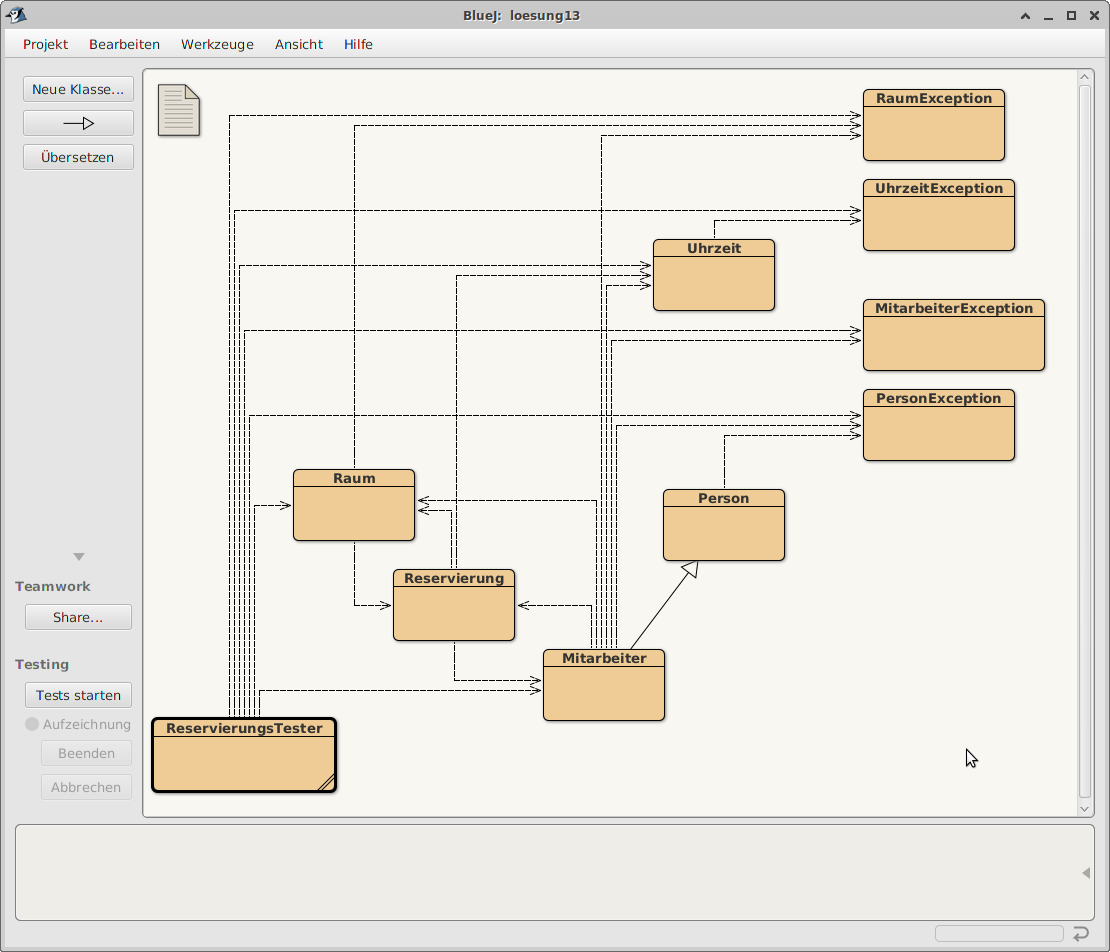 BlueJ: loesung13
Projekt Bearbeiten Werkzeuge Ansicht Hilfe
Neue Klasse...
Übersetzen
Teamwork
Share...
Testing
Tests starten
Aufzeichnung
Beenden
Abbrechen
RaumException
UhrzeitException
Uhrzeit
MitarbeiterException
PersonException
Raum
Person
Reservierung
Mitarbeiter
ReservierungsTester